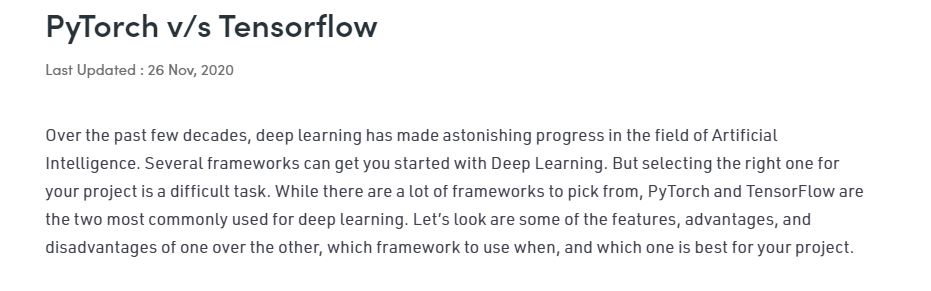 PyTorch v/s Tensorflow
Last Updated : 26 Nov, 2020
Over the past few decades, deep learning has made astonishing progress in the field of Artificial
Intelligence. Several frameworks can get you started with Deep Learning. But selecting the right one for
your project is a difficult task. While there are a lot of frameworks to pick from, PyTorch and TensorFlow are
the two most commonly used for deep learning. Let’s look are some of the features, advantages, and
disadvantages of one over the other, which framework to use when, and which one is best for your project.